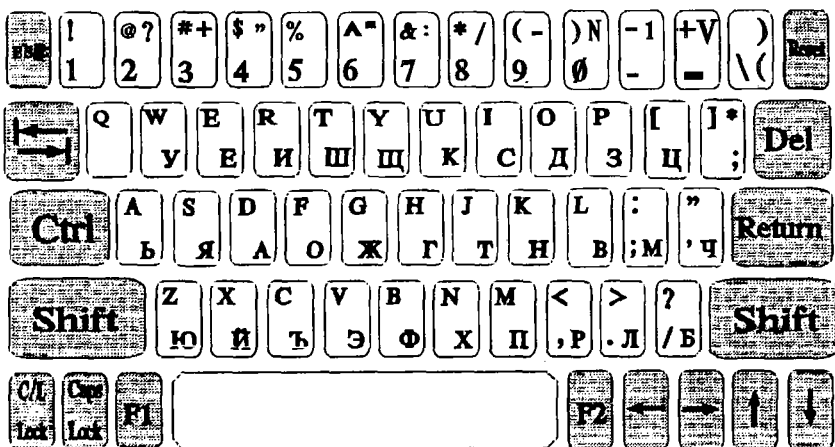 ! @ ? # + $ " % ^ = & : * / ( - ) N - 1 + V ) Reset
1 2 3 4 5 6 7 8 9 0 - = \ (
Q W E R T Y U I O P [ ] * Del
У Е И Ш Щ К С Д З Ц ;
Ctrl A S D F G H J K L : " Return
Ь Я А О Ж Г Т Н В ; М ' Ч
Shift Z X C V B N M < > ? Shift
Ю Й Ъ Э Ф Х П , Р . Л / Б
C/L Lock Caps Lock F1 F2